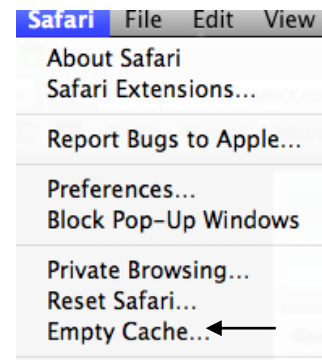 Safari File Edit View
About Safari
Safari Extensions...
Report Bugs to Apple...
Preferences...
Block Pop-Up Windows
Private Browsing...
Reset Safari...
Empty Cache...